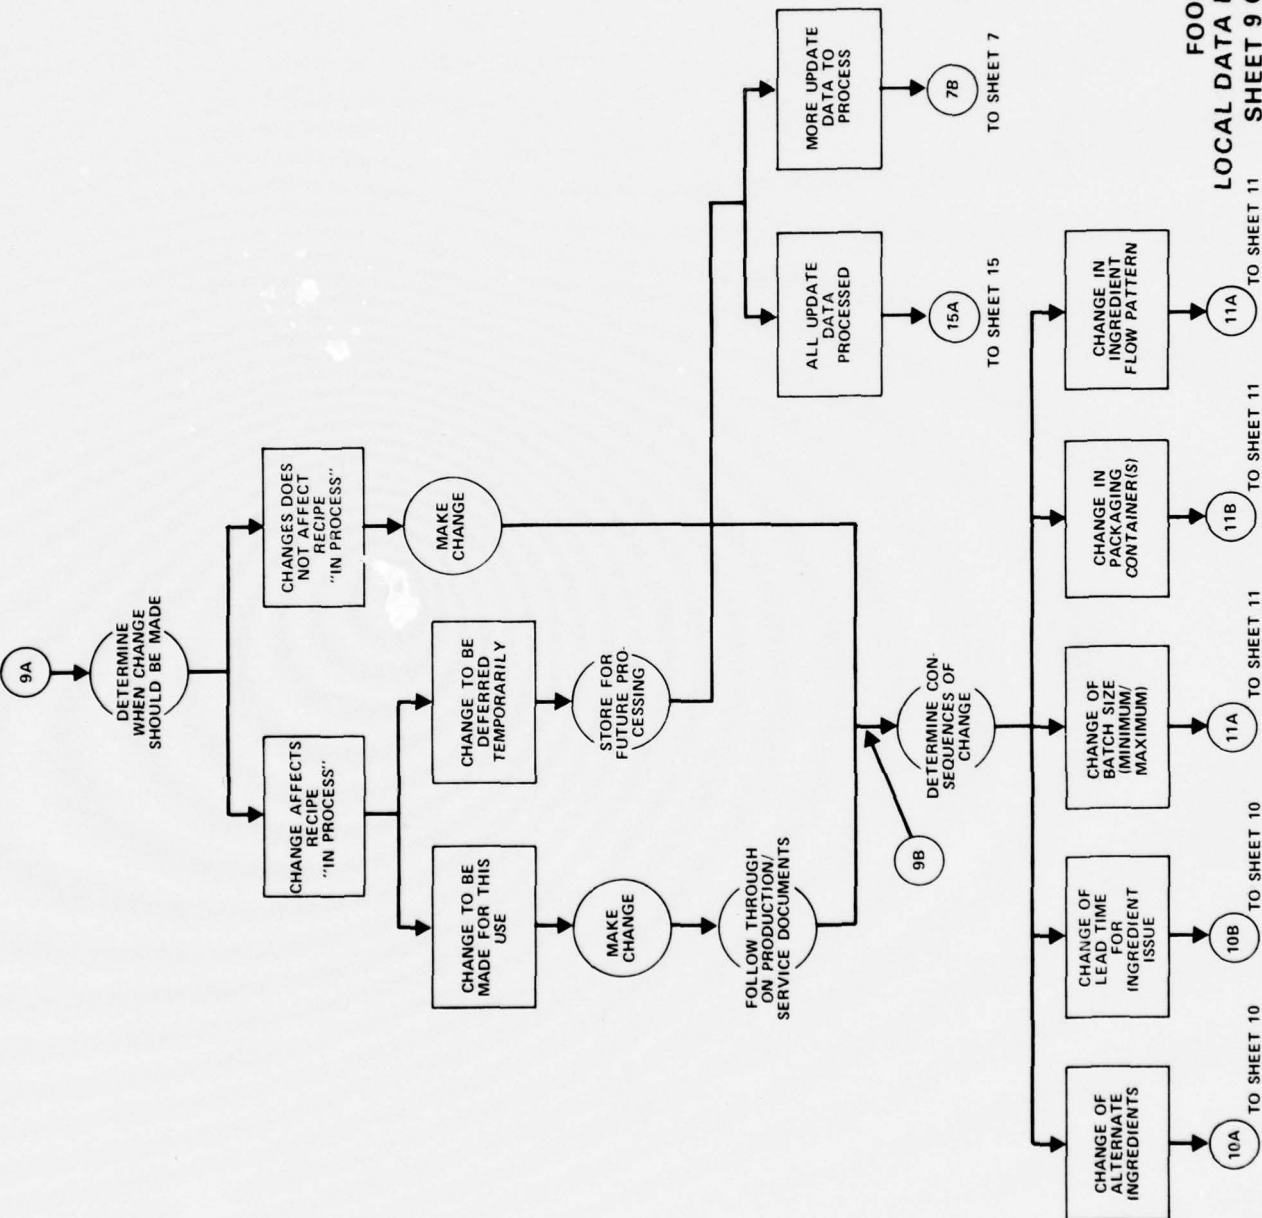 9A
DETERMINE
WHEN CHANGE
SHOULD BE MADE
CHANGE AFFECTS
RECIPE
"IN PROCESS"
CHANGES DOES
NOT AFFECT
RECIPE
"IN PROCESS"
CHANGE TO BE
MADE FOR THIS
USE
CHANGE TO BE
DEFERRED
TEMPORARILY
MAKE
CHANGE
MAKE
CHANGE
STORE FOR
FUTURE PRO-
CESSING
FOLLOW THROUGH
ON PRODUCTION/
SERVICE DOCUMENTS
ALL UPDATE
DATA
PROCESSED
MORE UPDATE
DATA TO
PROCESS
15A
TO SHEET 15
7B
TO SHEET 7
9B
DETERMINE CON-
SEQUENCES OF
CHANGE
CHANGE OF
ALTERNATE
INGREDIENTS
CHANGE OF
LEAD TIME
FOR
INGREDIENT
ISSUE
CHANGE OF
BATCH SIZE
(MINIMUM/
MAXIMUM)
CHANGE IN
PACKAGING
CONTAINER(S)
CHANGE IN
INGREDIENT
FLOW PATTERN
10A
TO SHEET 10
10B
TO SHEET 10
11A
TO SHEET 11
11B
TO SHEET 11
11A
TO SHEET 11
FOO
LOCAL DATA
SHEET 9